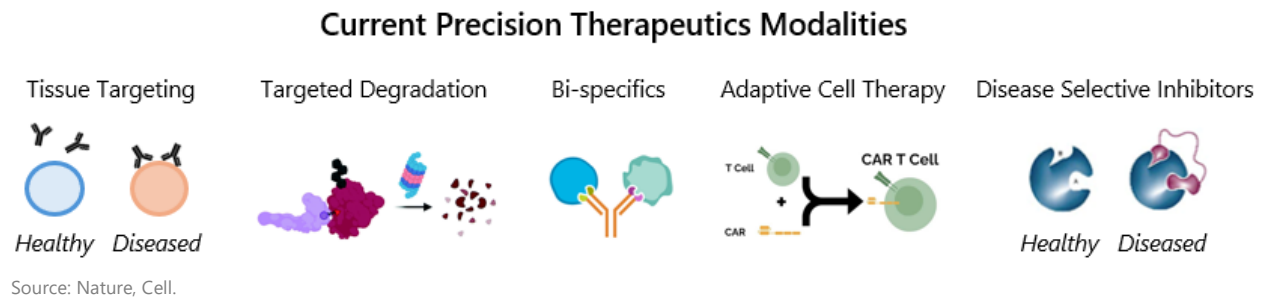 Current Precision Therapeutics Modalities
Tissue Targeting
Targeted Degradation
Bi-specifics
Adaptive Cell Therapy
Disease Selective Inhibitors
T Cell
+
CAR
CAR T Cell
Healthy
Diseased
Healthy
Diseased
Source: Nature, Cell.